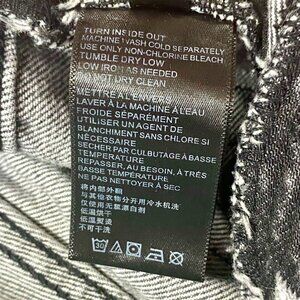 TURN INSIDE OUT
MACHINE WASH COLD SEPARATELY
USE ONLY NON-CHLORINE BLEACH
TUMBLE DRY LOW
LOW IRON AS NEEDED
DRY CLEAN
METTRE A L'ENVERS
LAVER À LA MACHINE À L'EAU
FROIDE SÉPARÉMENT
UTILISER UN AGENT DE
BLANCHIMENT SANS CHLORE SI
NÉCESSAIRE
SECHER PAR CULBUTAGE À BASSE
TEMPÉRATURE
REPASSER À BASSE TEMPÉRATURE
NE PAS NETTOYER À SEC
将内部外翻
与其他衣物分开用冷水机洗
仅使用无氯漂白剂
低温烘干
低温熨烫
不可干洗
30